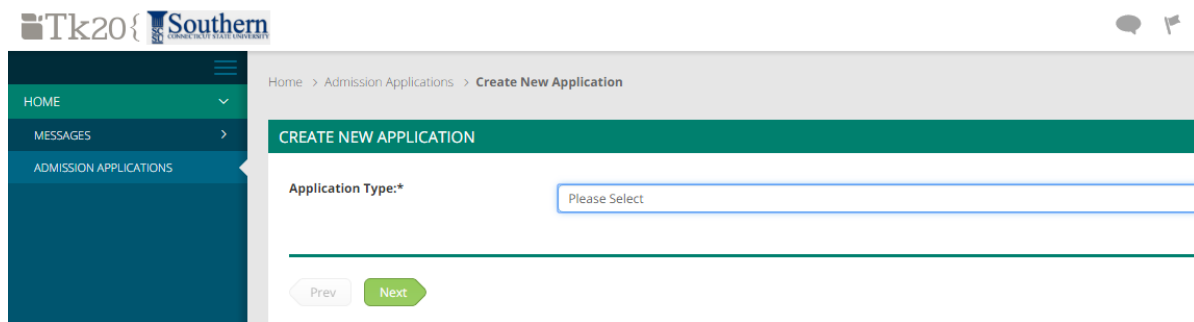 Tk20{ Southern
CONNECTICUT STATE UNIVERSITY
Home > Admission Applications > Create New Application
HOME
MESSAGES
ADMISSION APPLICATIONS
CREATE NEW APPLICATION
Application Type:*
Please Select
Prev
Next